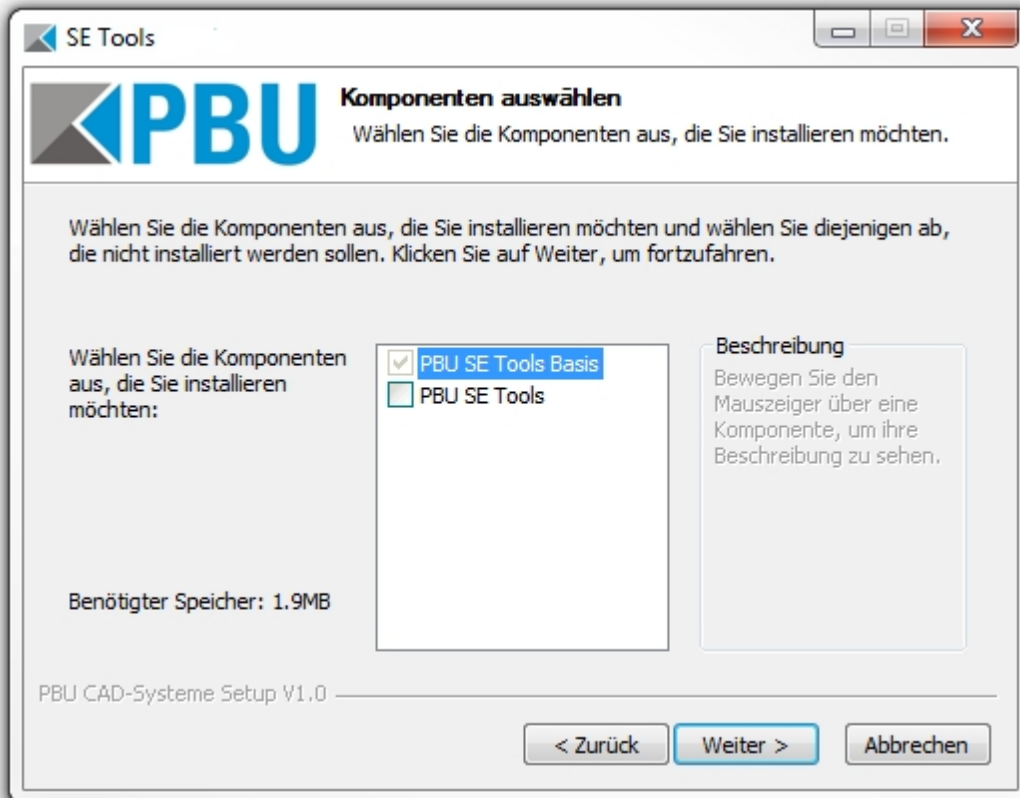 SE Tools
PBU
Komponenten auswählen
Wählen Sie die Komponenten aus, die Sie installieren möchten.
Wählen Sie die Komponenten aus, die Sie installieren möchten und wählen Sie diejenigen ab,
die nicht installiert werden sollen. Klicken Sie auf Weiter, um fortzufahren.
Wählen Sie die Komponenten
aus, die Sie installieren
möchten:
PBU SE Tools Basis
PBU SE Tools
Beschreibung
Bewegen Sie den
Mauszeiger über eine
Komponente, um ihre
Beschreibung zu sehen.
Benötigter Speicher: 1.9MB
PBU CAD-Systeme Setup V1.0
< Zurück
Weiter >
Abbrechen